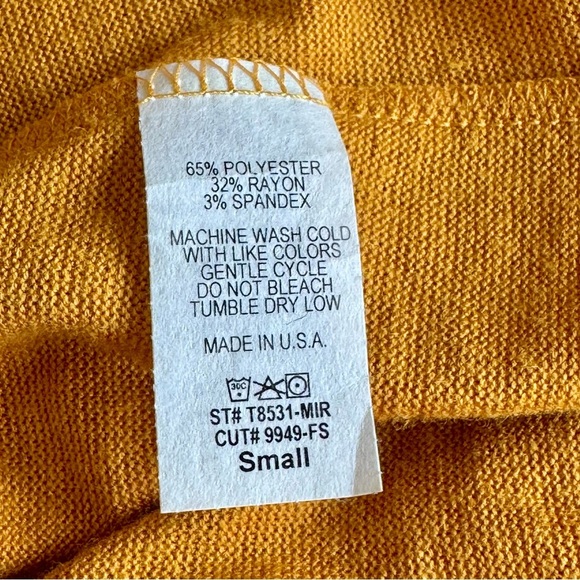 65% POLYESTER
32% RAYON
3% SPANDEX
MACHINE WASH COLD
WITH LIKE COLORS
GENTLE CYCLE
DO NOT BLEACH
TUMBLE DRY LOW
MADE IN U.S.A.
30C
ST# T8531-MIR
CUT# 9949-FS
Small